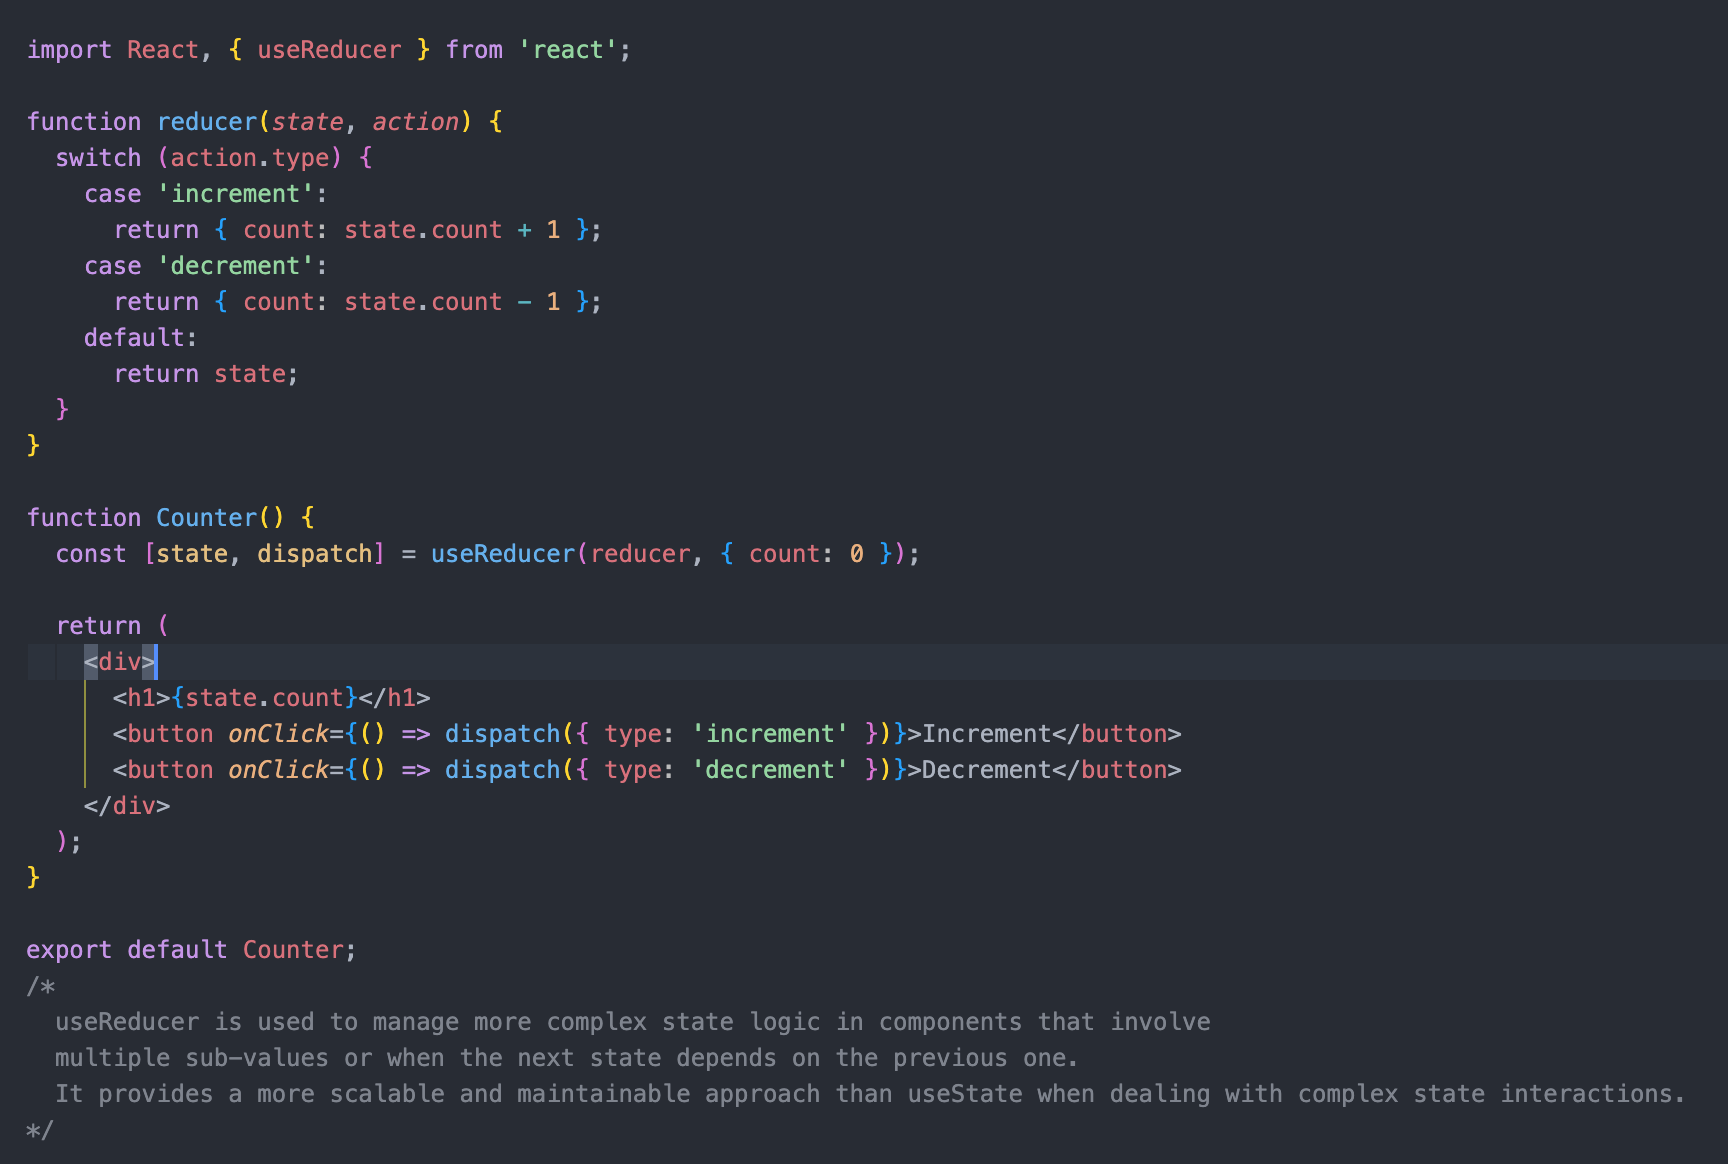 import React, { useReducer } from 'react';

function reducer(state, action) {
  switch (action.type) {
    case 'increment':
      return { count: state.count + 1 };
    case 'decrement':
      return { count: state.count - 1 };
    default:
      return state;
  }
}

function Counter() {
  const [state, dispatch] = useReducer(reducer, { count: 0 });

  return (
    <div>
      <h1>{state.count}</h1>
      <button onClick={() => dispatch({ type: 'increment' })}>Increment</button>
      <button onClick={() => dispatch({ type: 'decrement' })}>Decrement</button>
    </div>
  );
}

export default Counter;
/*
  useReducer is used to manage more complex state logic in components that involve
  multiple sub-values or when the next state depends on the previous one.
  It provides a more scalable and maintainable approach than useState when dealing with complex state interactions.
*/